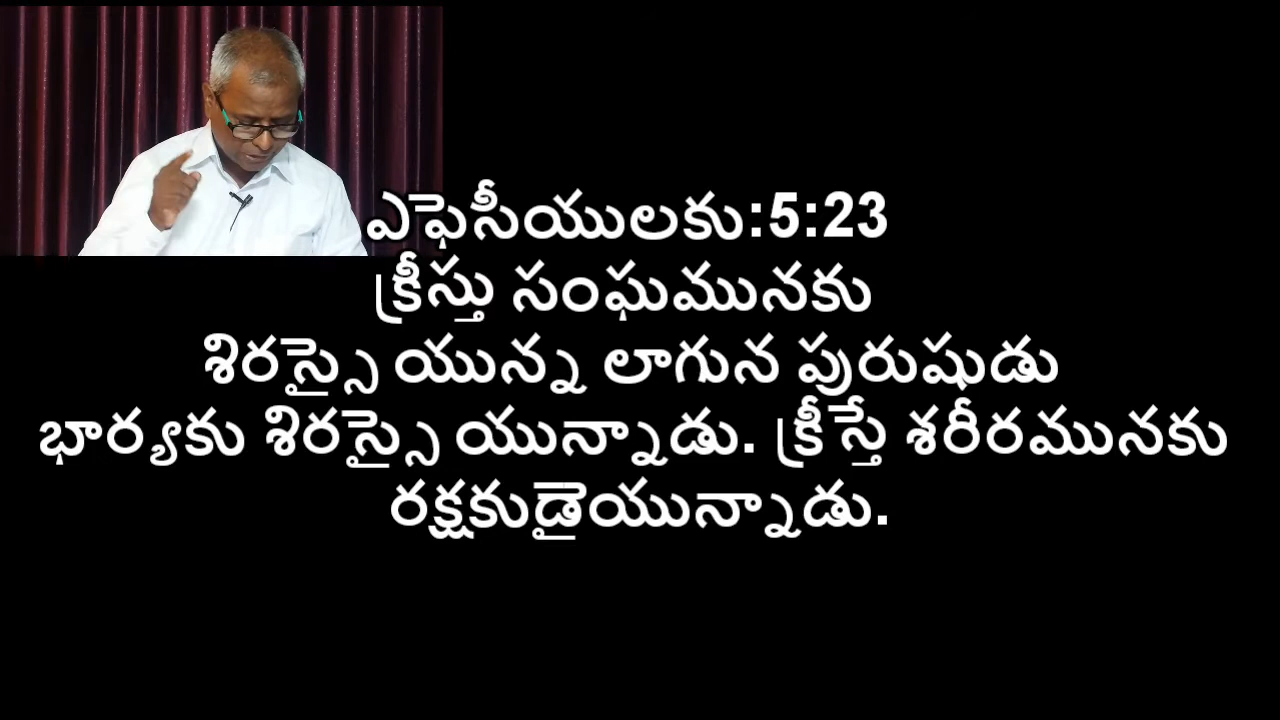 ఎఫెసీయులకు:5:23
క్రీస్తు సంఘమునకు
శిరస్సై యున్న లాగున పురుషుడు
భార్యకు శిరస్సై యున్నాడు. క్రీస్తే శరీరమునకు
రక్షకుడైయున్నాడు.